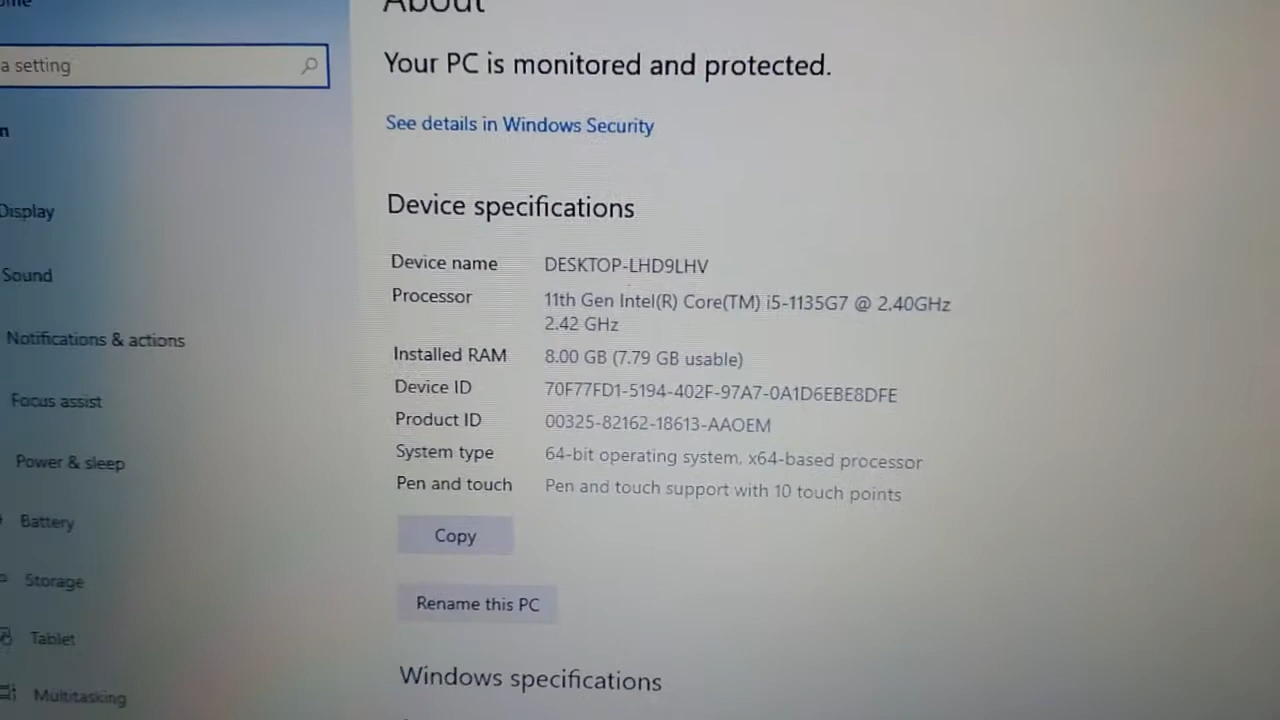 About
a setting
Your PC is monitored and protected.
See details in Windows Security
Display
Sound
Notifications & actions
Focus assist
Power & sleep
Battery
Storage
Tablet
Multitasking
Device specifications
Device name DESKTOP-LHD9LHV
Processor 11th Gen Intel(R) Core(TM) i5-1135G7 @ 2.40GHz
2.42 GHz
Installed RAM 8.00 GB (7.79 GB usable)
Device ID 70F77FD1-5194-402F-97A7-0A1D6EBE8DFE
Product ID 00325-82162-18613-AAOEM
System type 64-bit operating system, x64-based processor
Pen and touch Pen and touch support with 10 touch points
Copy
Rename this PC
Windows specifications